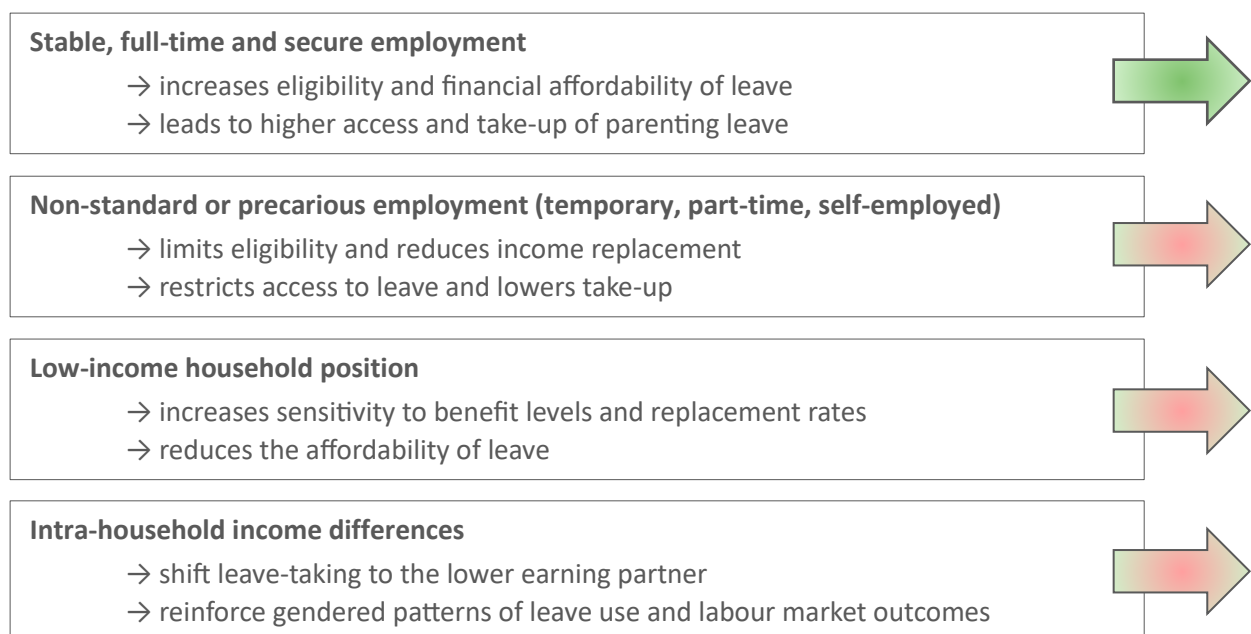 Stable, full-time and secure employment
→ increases eligibility and financial affordability of leave
→ leads to higher access and take-up of parenting leave
Non-standard or precarious employment (temporary, part-time, self-employed)
→ limits eligibility and reduces income replacement
→ restricts access to leave and lowers take-up
Low-income household position
→ increases sensitivity to benefit levels and replacement rates
→ reduces the affordability of leave
Intra-household income differences
→ shift leave-taking to the lower earning partner
→ reinforce gendered patterns of leave use and labour market outcomes